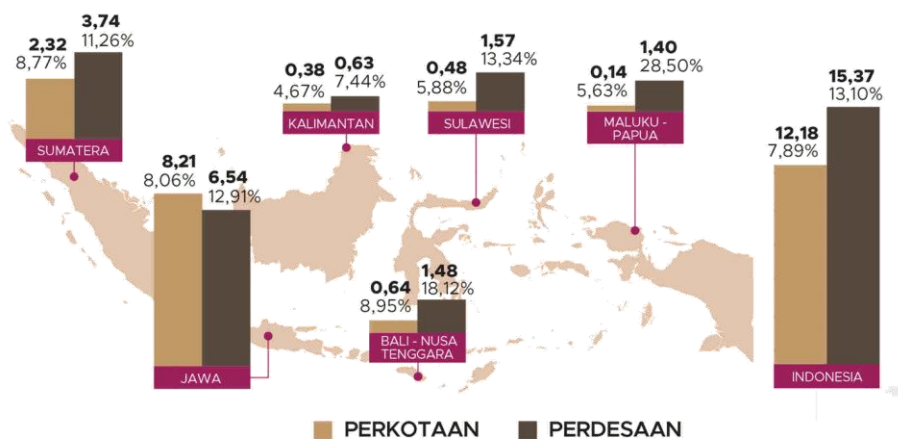 2,32
8,77%
3,74
11,26%
SUMATERA
8,21
8,06%
6,54
12,91%
JAWA
0,38
4,67%
0,63
7,44%
KALIMANTAN
0,64
8,95%
1,48
18,12%
BALI - NUSA
TENGGARA
0,48
5,88%
1,57
13,34%
SULAWESI
0,14
5,63%
1,40
28,50%
MALUKU -
PAPUA
12,18
7,89%
15,37
13,10%
INDONESIA
PERKOTAAN
PERDESAAN